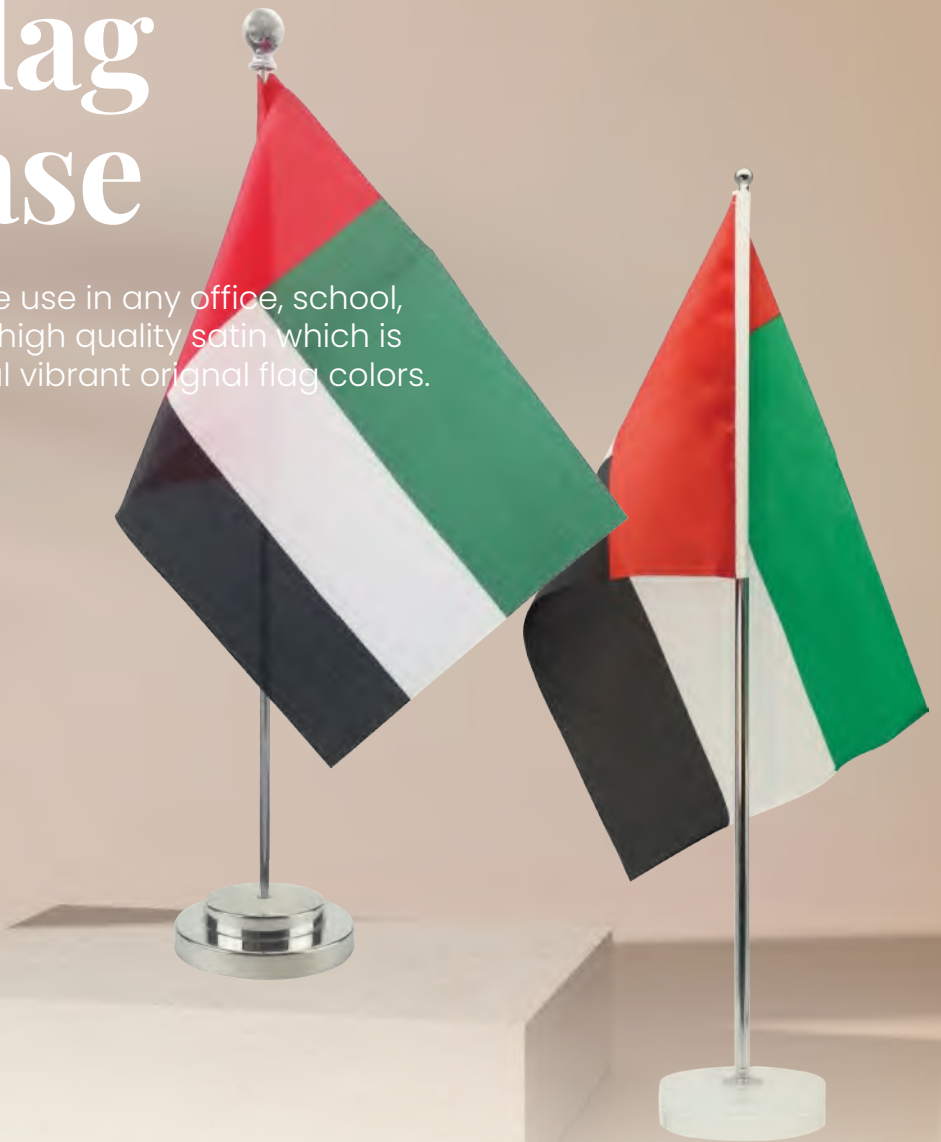 lag
ase
e use in any office, school,
high quality satin which is
l vibrant orignal flag colors.